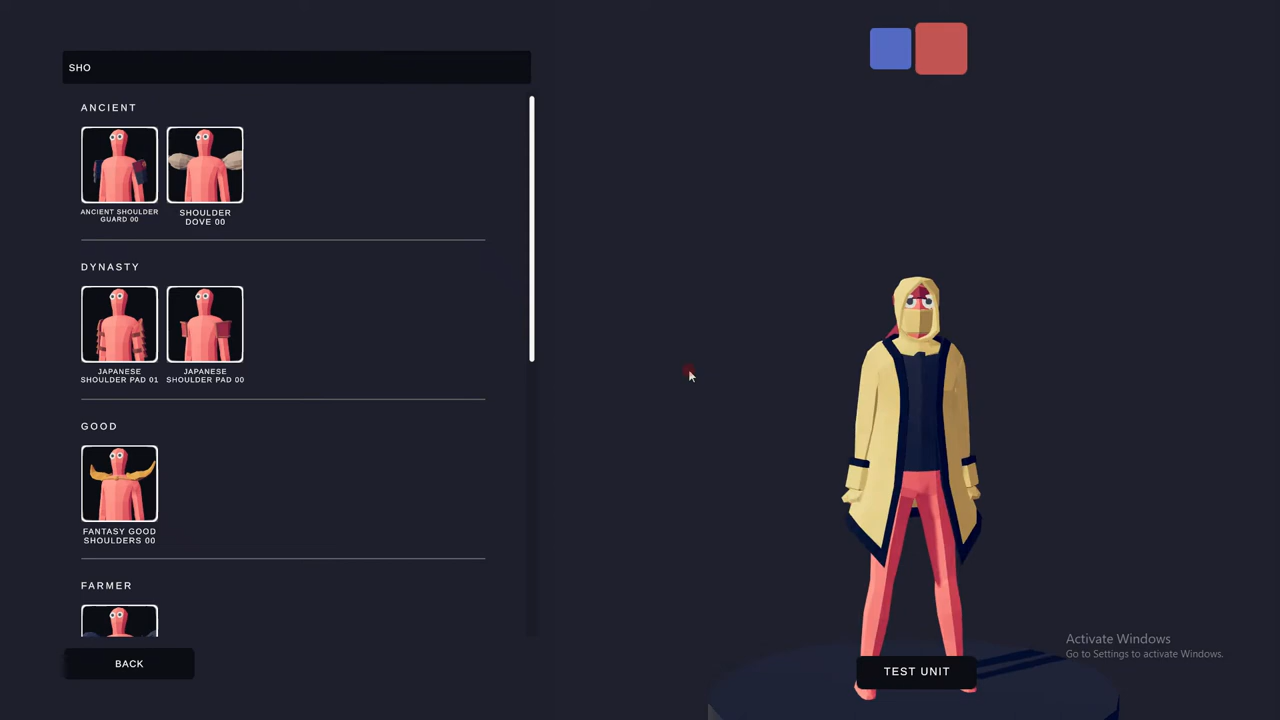 SHO
ANCIENT
ANCIENT SHOULDER
GUARD 00
SHOULDER
DOVE 00
DYNASTY
JAPANESE
SHOULDER PAD 01
JAPANESE
SHOULDER PAD 00
GOOD
FANTASY GOOD
SHOULDERS 00
FARMER
BACK
TEST UNIT
Activate Windows
Go to Settings to activate Windows.